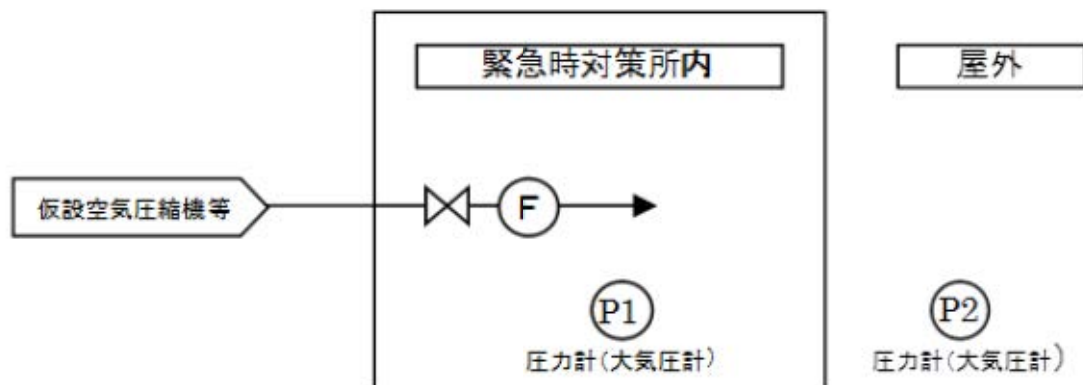 緊急時対策所内
屋外
仮設空気圧縮機等
F
P1
P2
圧力計(大気圧計)
圧力計(大気圧計)